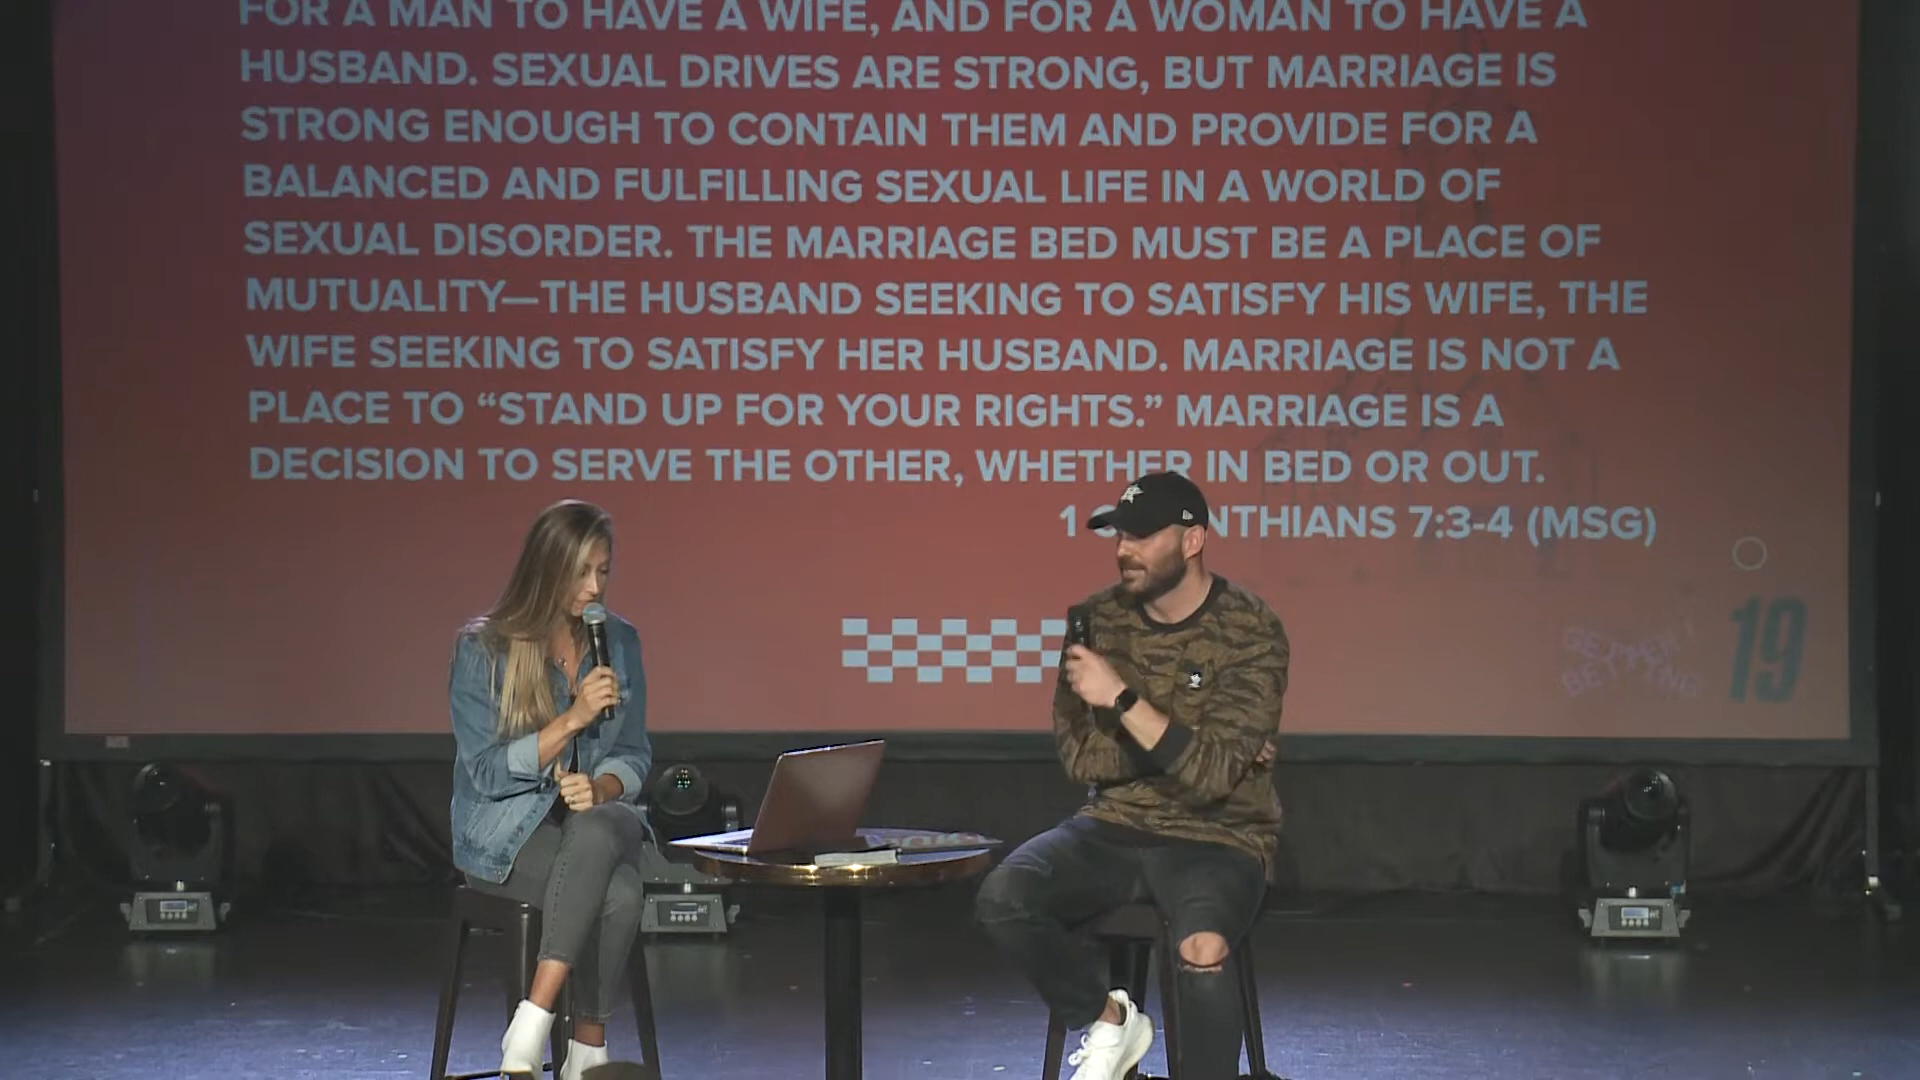 FOR A MAN TO HAVE A WIFE, AND FOR A WOMAN TO HAVE A
HUSBAND. SEXUAL DRIVES ARE STRONG, BUT MARRIAGE IS
STRONG ENOUGH TO CONTAIN THEM AND PROVIDE FOR A
BALANCED AND FULFILLING SEXUAL LIFE IN A WORLD OF
SEXUAL DISORDER. THE MARRIAGE BED MUST BE A PLACE OF
MUTUALITY—THE HUSBAND SEEKING TO SATISFY HIS WIFE, THE
WIFE SEEKING TO SATISFY HER HUSBAND. MARRIAGE IS NOT A
PLACE TO “STAND UP FOR YOUR RIGHTS.” MARRIAGE IS A
DECISION TO SERVE THE OTHER, WHETHER IN BED OR OUT.
1 C NTHIANS 7:3-4 (MSG)
19